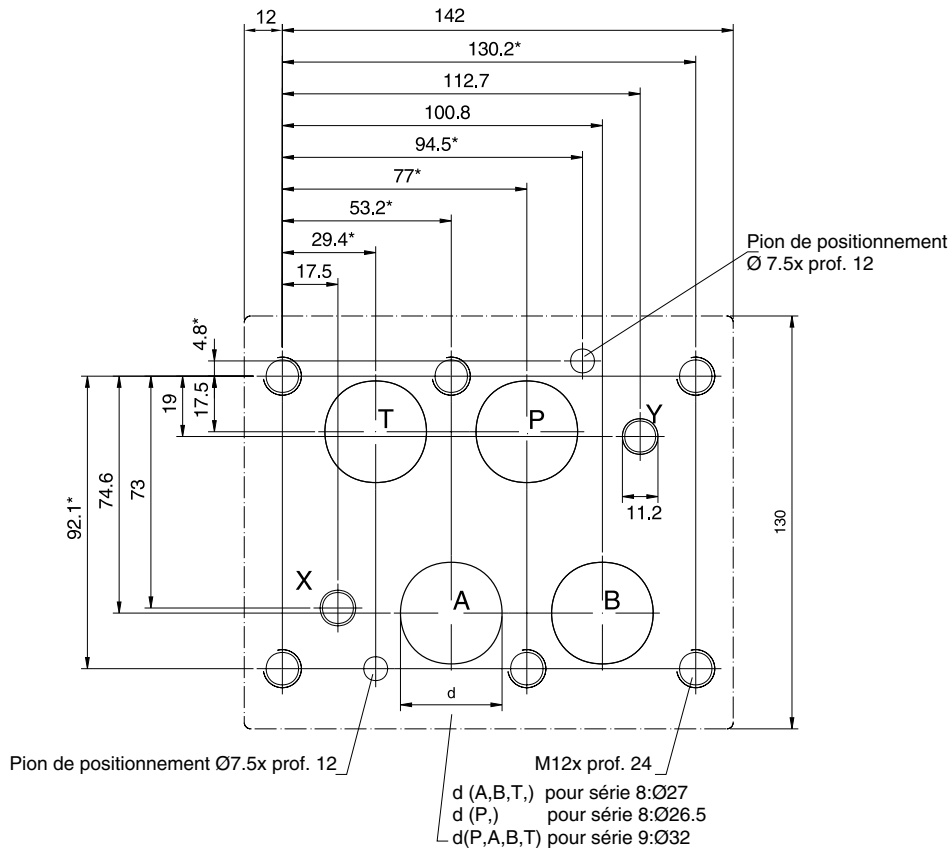 12
142
130.2*
112.7
100.8
94.5*
77*
53.2*
29.4*
17.5
Pion de positionnement
Ø 7.5x prof. 12
4.8*
19
17.5
T
P
Y
92.1*
74.6
73
11.2
130
X
A
B
d
Pion de positionnement Ø7.5x prof. 12
M12x prof. 24
d (A,B,T,) pour série 8:Ø27
d (P,) pour série 8:Ø26.5
d(P,A,B,T) pour série 9:Ø32